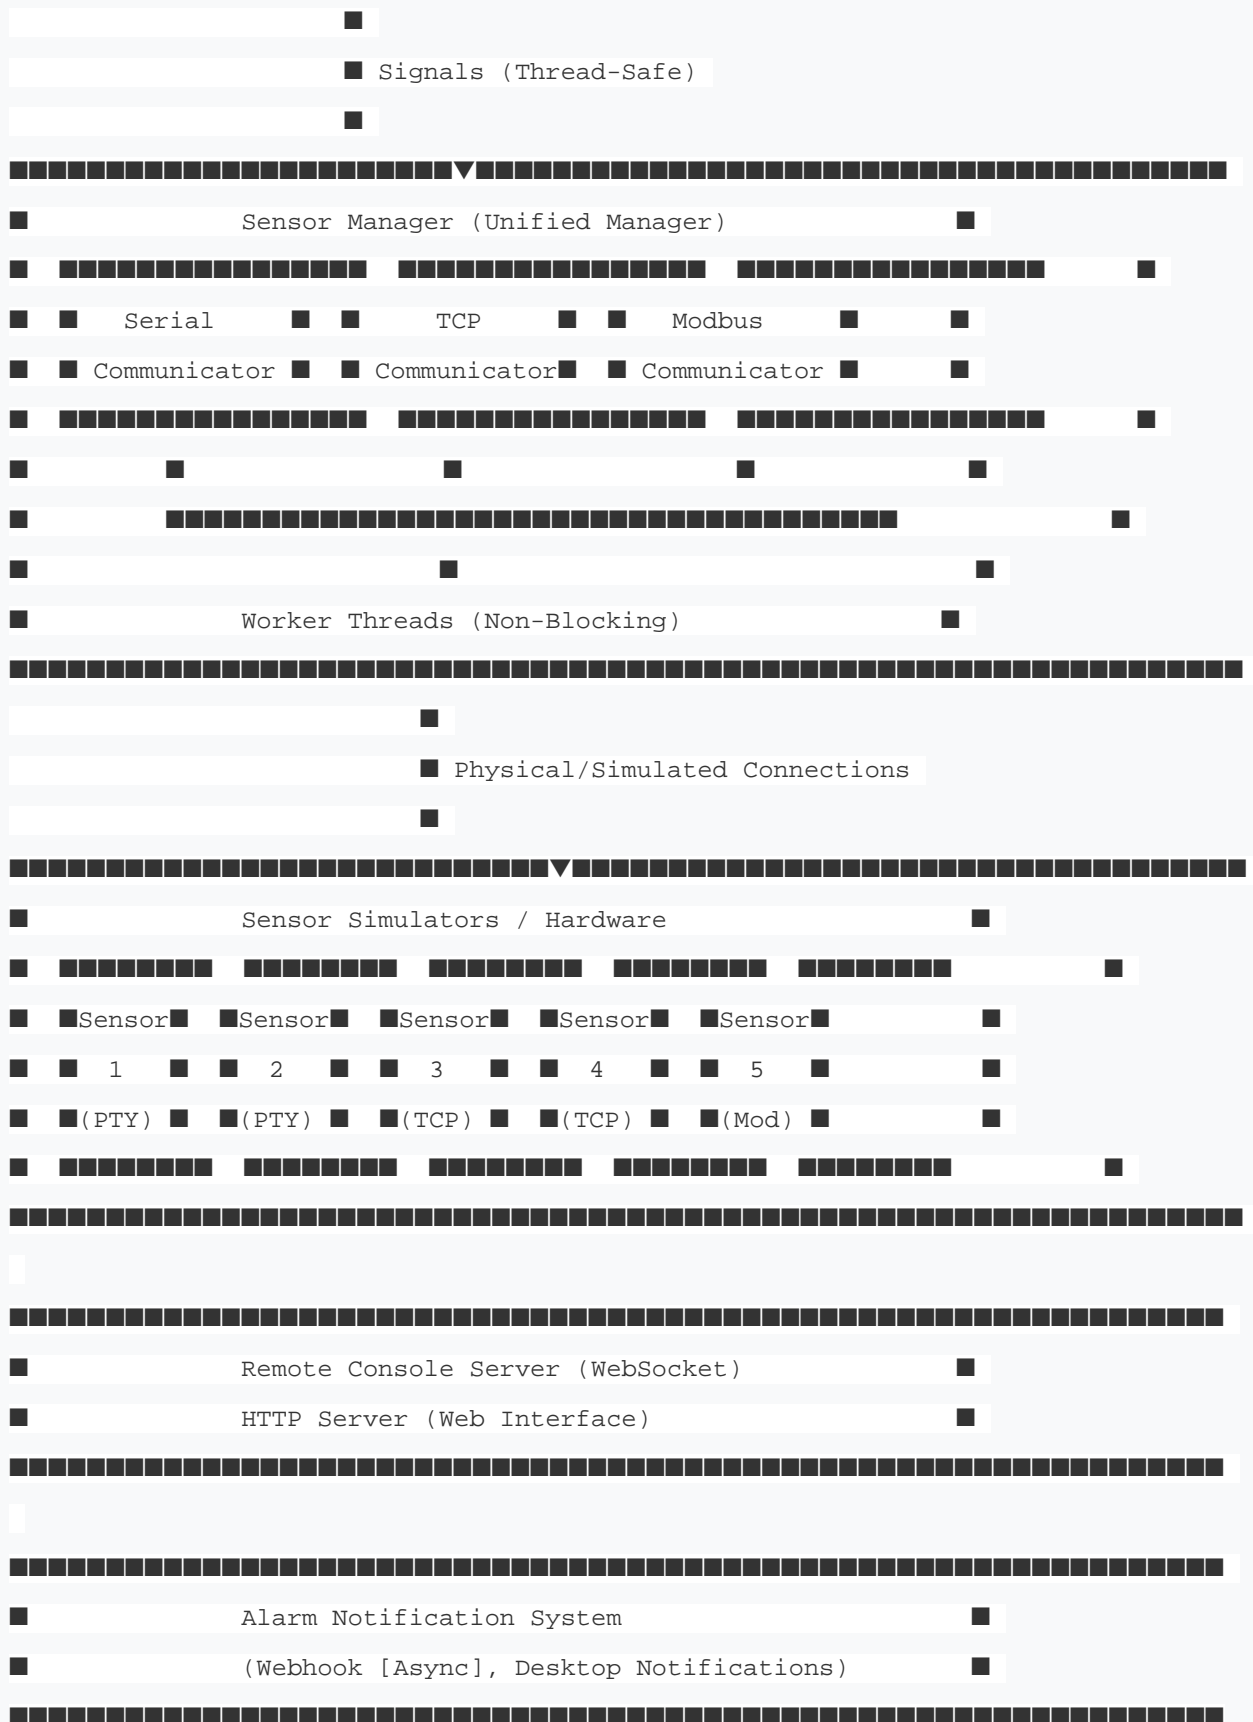 Signals (Thread-Safe)
Sensor Manager (Unified Manager)
Serial TCP Modbus
Communicator Communicator Communicator
Worker Threads (Non-Blocking)
Physical/Simulated Connections
Sensor Simulators / Hardware
Sensor Sensor Sensor Sensor Sensor
1 2 3 4 5
(PTY) (PTY) (TCP) (TCP) (Mod)
Remote Console Server (WebSocket)
HTTP Server (Web Interface)
Alarm Notification System
(Webhook [Async], Desktop Notifications)